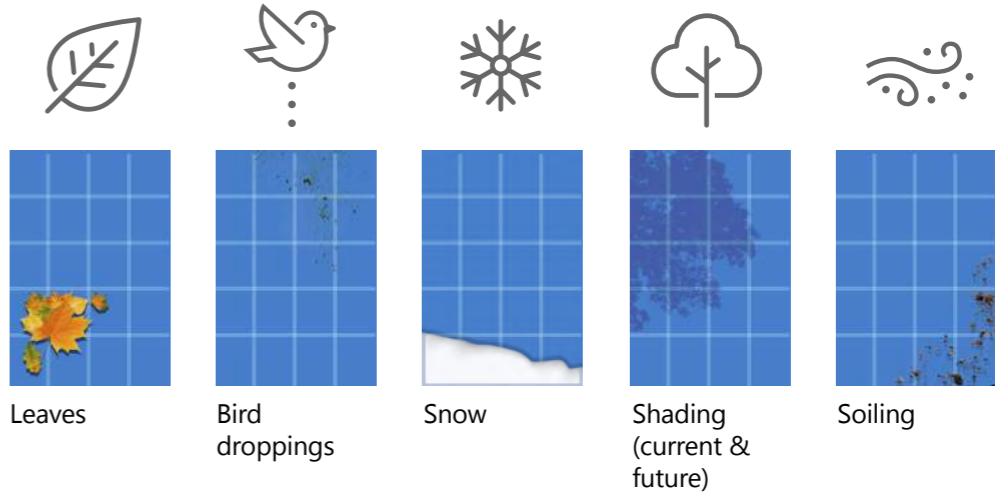 Leaves
Bird
droppings
Snow
Shading
(current &
future)
Soiling